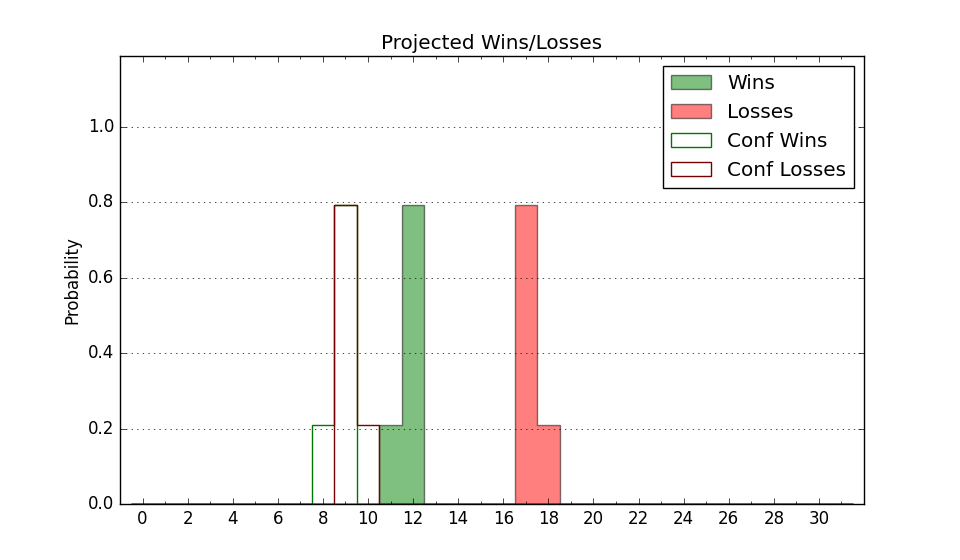 Projected Wins/Losses
Wins
Losses
Conf Wins
Conf Losses
Probability
1.0
0.8
0.6
0.4
0.2
0.0
0 2 4 6 8 10 12 14 16 18 20 22 24 26 28 30